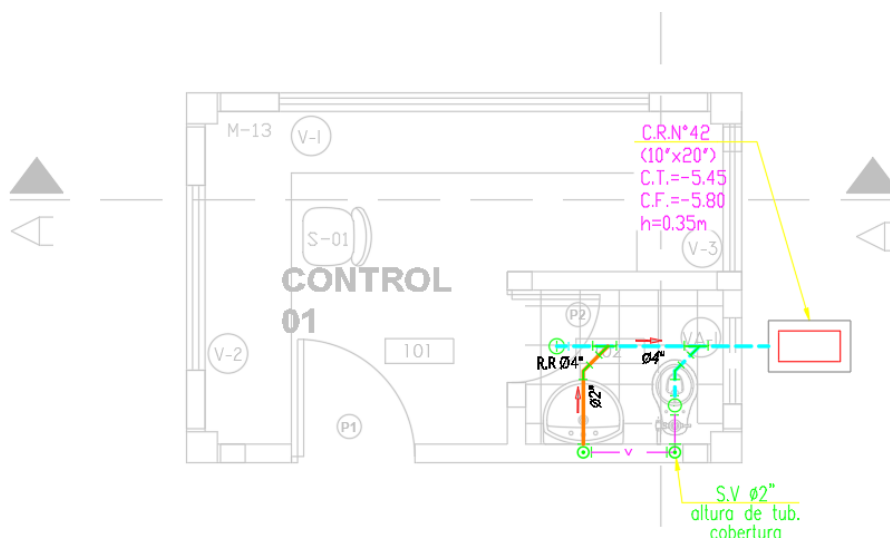 M-13
V-1
C.R.N°42
(10"x20")
C.T.=-5.45
C.F.=-5.80
h=0.35m
A
A
S-01
V-3
CONTROL
01
P2
V-2
101
R.R Ø4"
Ø4"
Ø2"
P1
v
S.V Ø2"
altura de tub.
cobertura